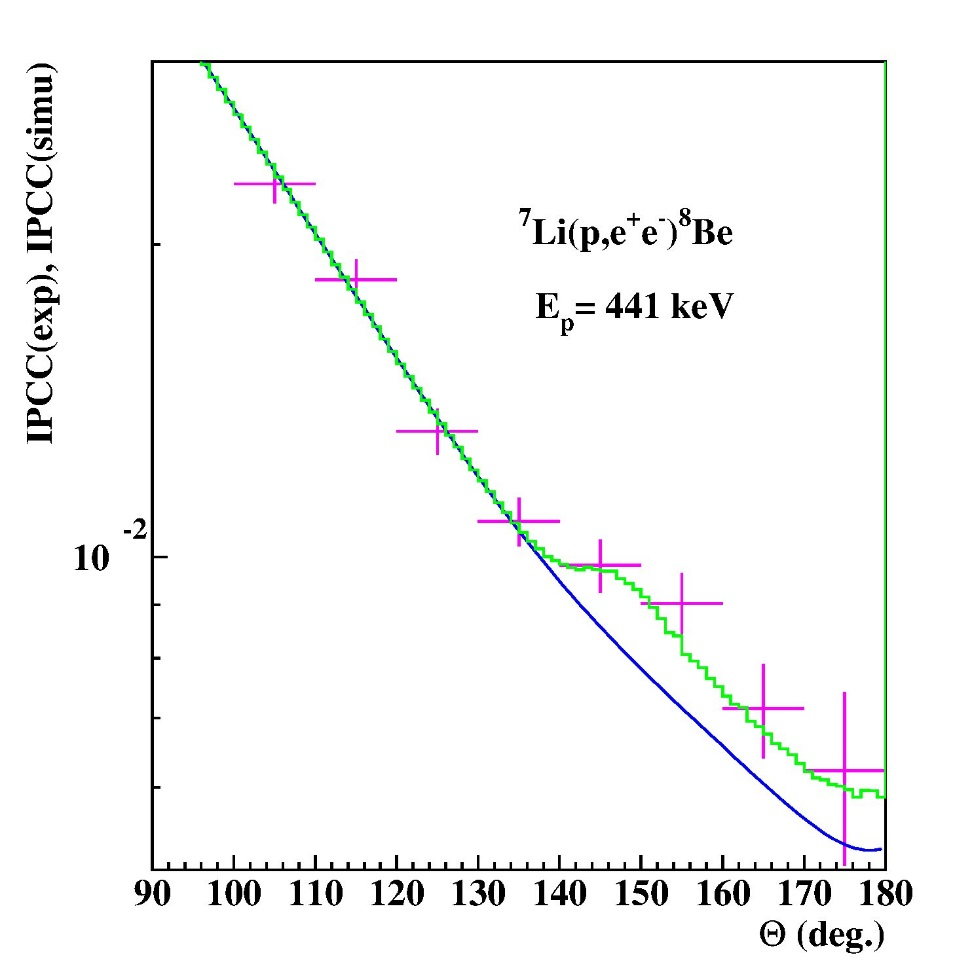 IPCC(exp), IPCC(simu)
⁷Li(p,e⁺e⁻)⁸Be
Eₚ= 441 keV
10⁻²
90 100 110 120 130 140 150 160 170 180
Θ (deg.)